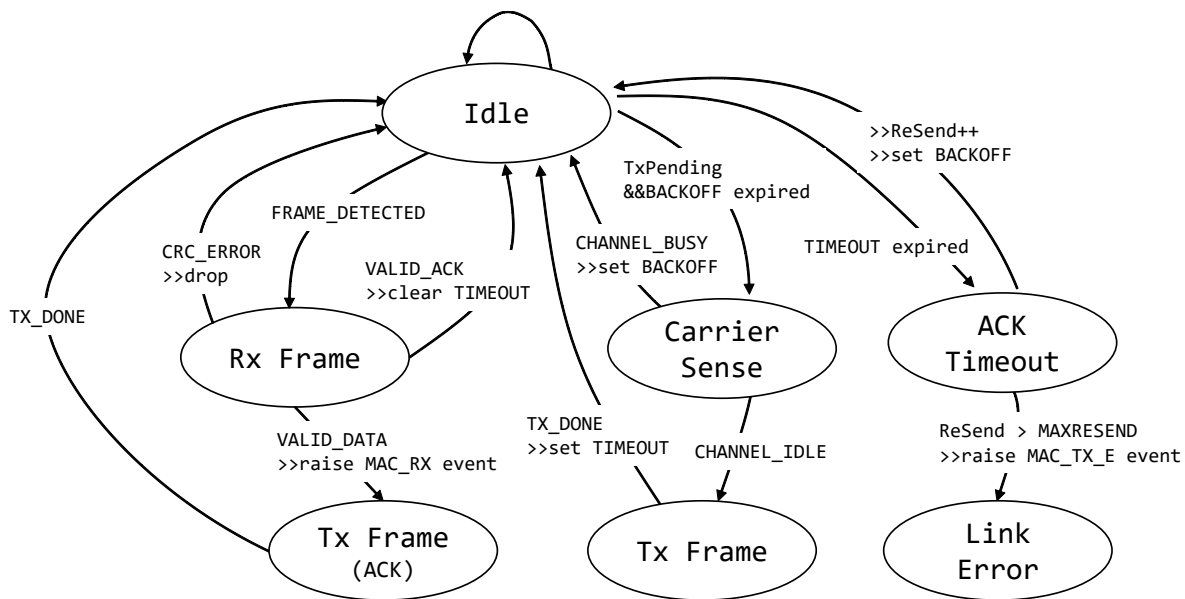 Idle
>>ReSend++
>>set BACKOFF
TxPending
&&BACKOFF expired
FRAME_DETECTED
CHANNEL_BUSY
>>set BACKOFF
TIMEOUT expired
CRC_ERROR
>>drop
VALID_ACK
>>clear TIMEOUT
TX_DONE
Rx Frame
Carrier
Sense
ACK
Timeout
VALID_DATA
>>raise MAC_RX event
TX_DONE
>>set TIMEOUT
CHANNEL_IDLE
ReSend > MAXRESEND
>>raise MAC_TX_E event
Tx Frame
(ACK)
Tx Frame
Link
Error